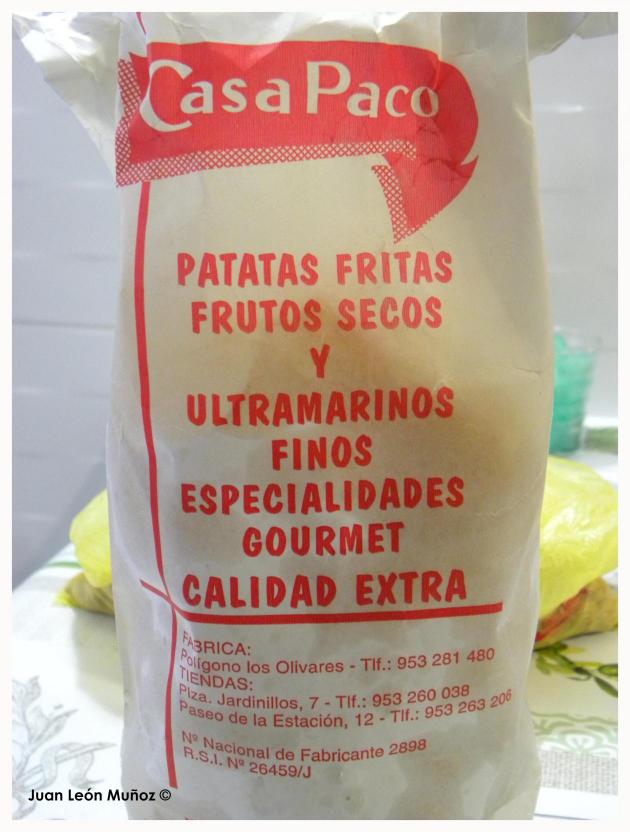 Casa Paco
PATATAS FRITAS
FRUTOS SECOS
Y
ULTRAMARINOS
FINOS
ESPECIALIDADES
GOURMET
CALIDAD EXTRA
FABRICA:
Polígono los Olivares - Tlf.: 953 281 480
TIENDAS:
Plza. Jardinillos, 7 - Tlf.: 953 260 038
Paseo de la Estación, 12 - Tlf.: 953 263 206
Nº Nacional de Fabricante 2898
R.S.I. Nº 26459/J
Juan León Muñoz ©